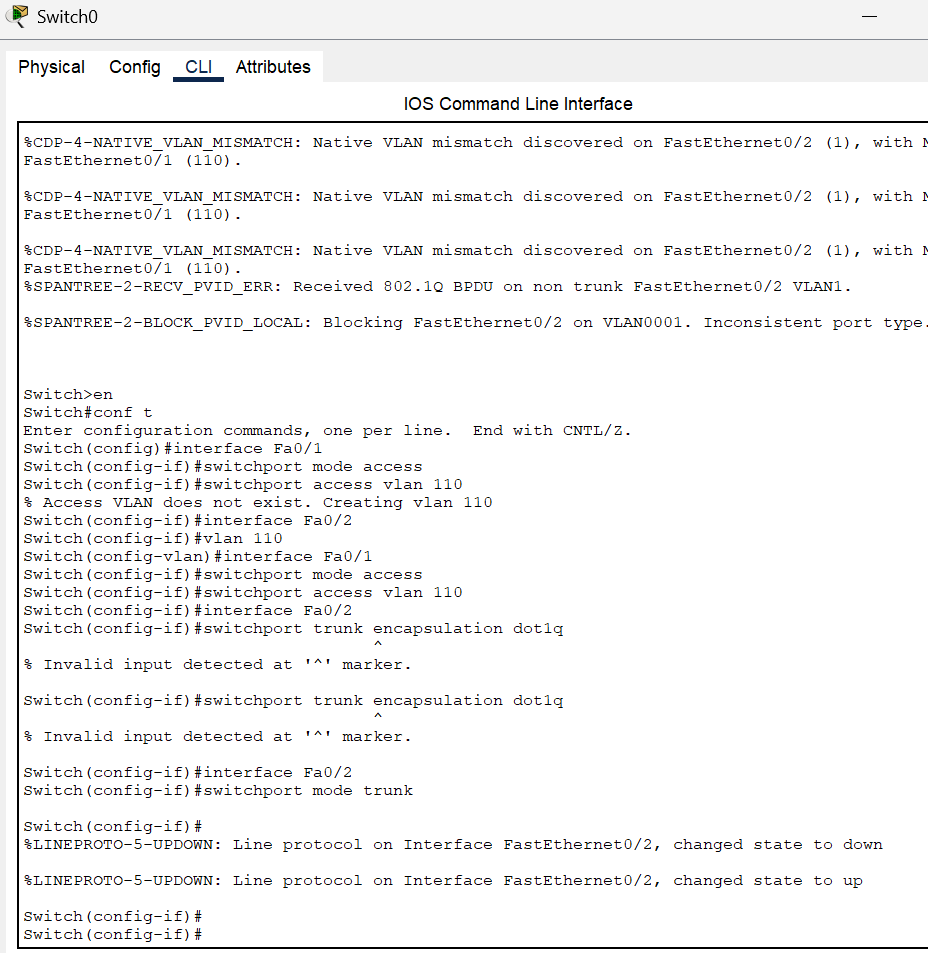 Switch0
Physical Config CLI Attributes
IOS Command Line Interface
%CDP-4-NATIVE_VLAN_MISMATCH: Native VLAN mismatch discovered on FastEthernet0/2 (1), with
FastEthernet0/1 (110).
%CDP-4-NATIVE_VLAN_MISMATCH: Native VLAN mismatch discovered on FastEthernet0/2 (1), with
FastEthernet0/1 (110).
%CDP-4-NATIVE_VLAN_MISMATCH: Native VLAN mismatch discovered on FastEthernet0/2 (1), with
FastEthernet0/1 (110).
%SPANTREE-2-RECV_PVID_ERR: Received 802.1Q BPDU on non trunk FastEthernet0/2 VLAN1.
%SPANTREE-2-BLOCK_PVID_LOCAL: Blocking FastEthernet0/2 on VLAN0001. Inconsistent port type.
Switch>en
Switch#conf t
Enter configuration commands, one per line.  End with CNTL/Z.
Switch(config)#interface Fa0/1
Switch(config-if)#switchport mode access
Switch(config-if)#switchport access vlan 110
% Access VLAN does not exist. Creating vlan 110
Switch(config-if)#interface Fa0/2
Switch(config-if)#vlan 110
Switch(config-vlan)#interface Fa0/1
Switch(config-if)#switchport mode access
Switch(config-if)#switchport access vlan 110
Switch(config-if)#interface Fa0/2
Switch(config-if)#switchport trunk encapsulation dot1q
^
% Invalid input detected at '^' marker.
Switch(config-if)#switchport trunk encapsulation dot1q
^
% Invalid input detected at '^' marker.
Switch(config-if)#interface Fa0/2
Switch(config-if)#switchport mode trunk
Switch(config-if)#
%LINEPROTO-5-UPDOWN: Line protocol on Interface FastEthernet0/2, changed state to down
%LINEPROTO-5-UPDOWN: Line protocol on Interface FastEthernet0/2, changed state to up
Switch(config-if)#
Switch(config-if)#